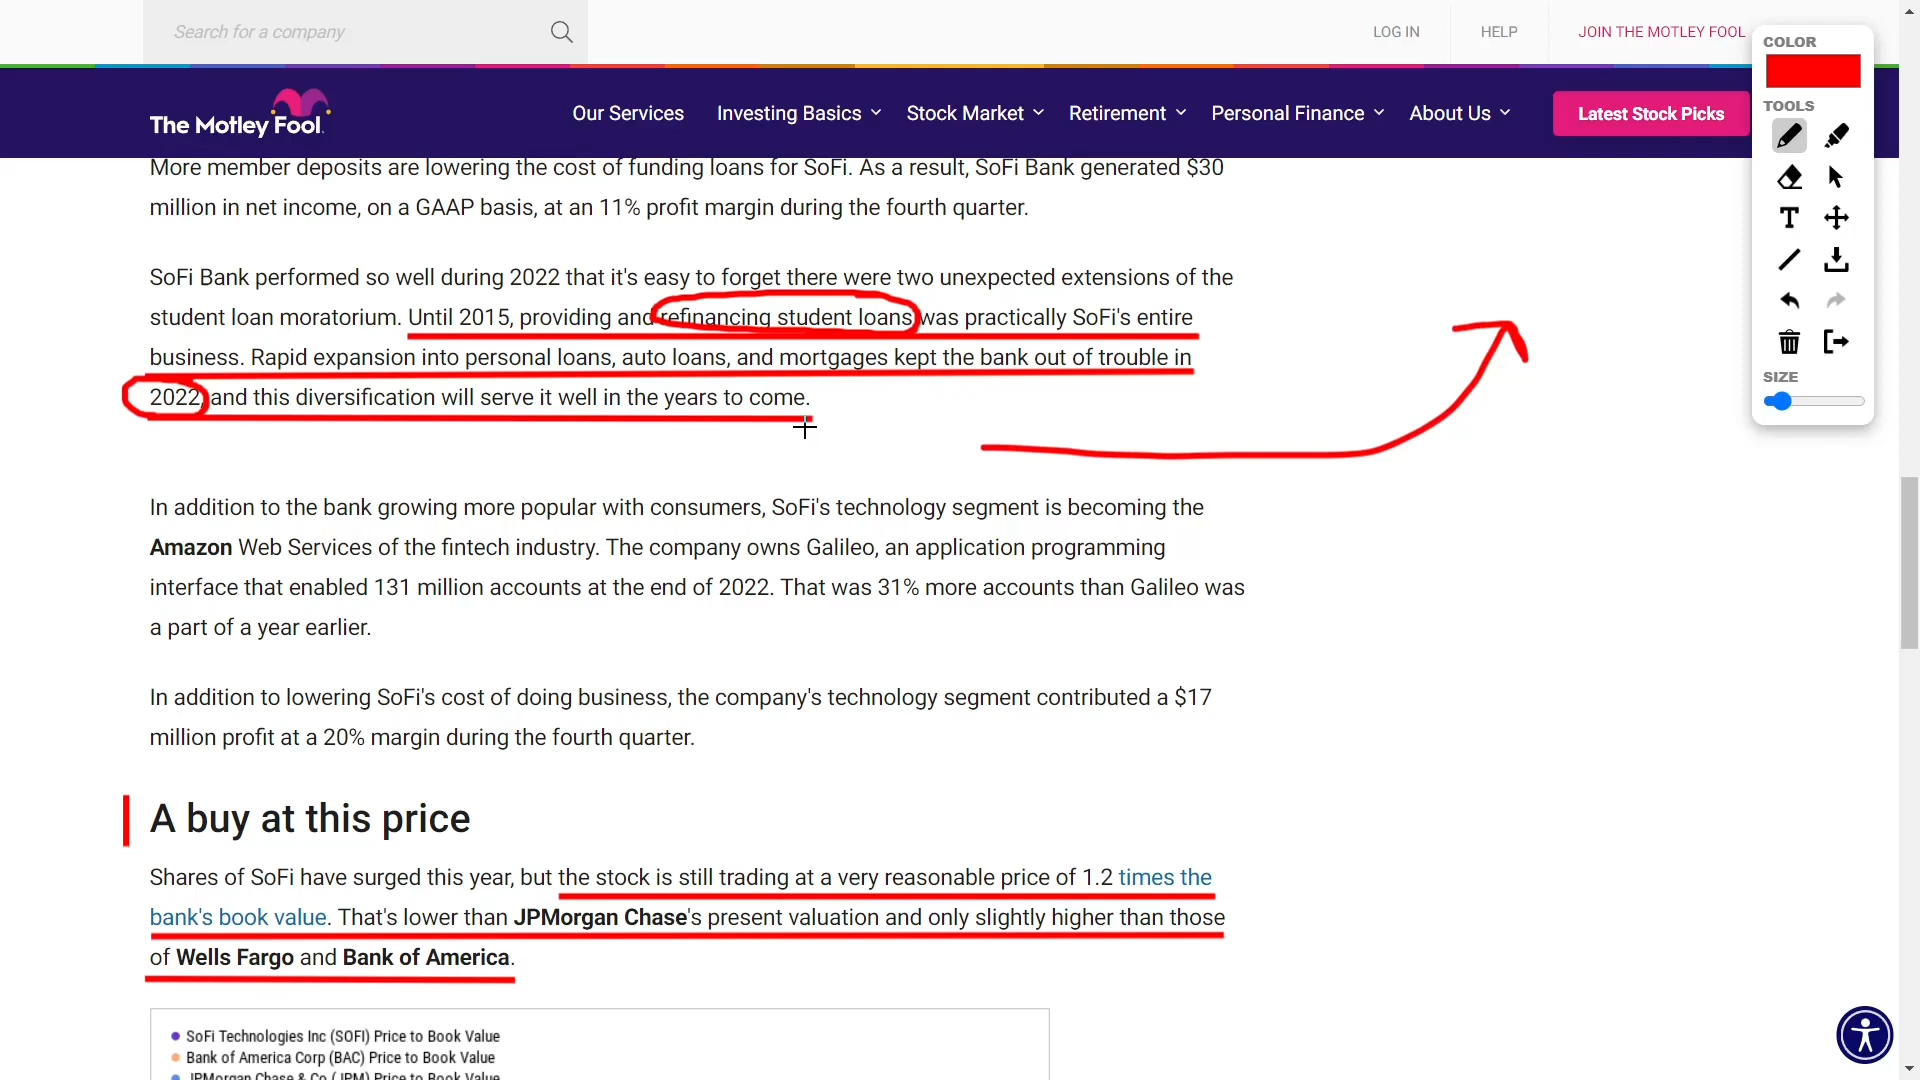 Search for a company
LOG IN
HELP
JOIN THE MOTLEY FOOL
The Motley Fool.
Our Services
Investing Basics
Stock Market
Retirement
Personal Finance
About Us
Latest Stock Picks
COLOR
TOOLS
T
SIZE
More member deposits are lowering the cost of funding loans for SoFi. As a result, SoFi Bank generated $30
million in net income, on a GAAP basis, at an 11% profit margin during the fourth quarter.
SoFi Bank performed so well during 2022 that it's easy to forget there were two unexpected extensions of the
student loan moratorium. Until 2015, providing and refinancing student loans was practically SoFi's entire
business. Rapid expansion into personal loans, auto loans, and mortgages kept the bank out of trouble in
2022, and this diversification will serve it well in the years to come.
In addition to the bank growing more popular with consumers, SoFi's technology segment is becoming the
Amazon Web Services of the fintech industry. The company owns Galileo, an application programming
interface that enabled 131 million accounts at the end of 2022. That was 31% more accounts than Galileo was
a part of a year earlier.
In addition to lowering SoFi's cost of doing business, the company's technology segment contributed a $17
million profit at a 20% margin during the fourth quarter.
A buy at this price
Shares of SoFi have surged this year, but the stock is still trading at a very reasonable price of 1.2 times the
bank's book value. That's lower than JPMorgan Chase's present valuation and only slightly higher than those
of Wells Fargo and Bank of America.
SoFi Technologies Inc (SOFI) Price to Book Value
Bank of America Corp (BAC) Price to Book Value
JPMorgan Chase & Co (JPM) Price to Book Value